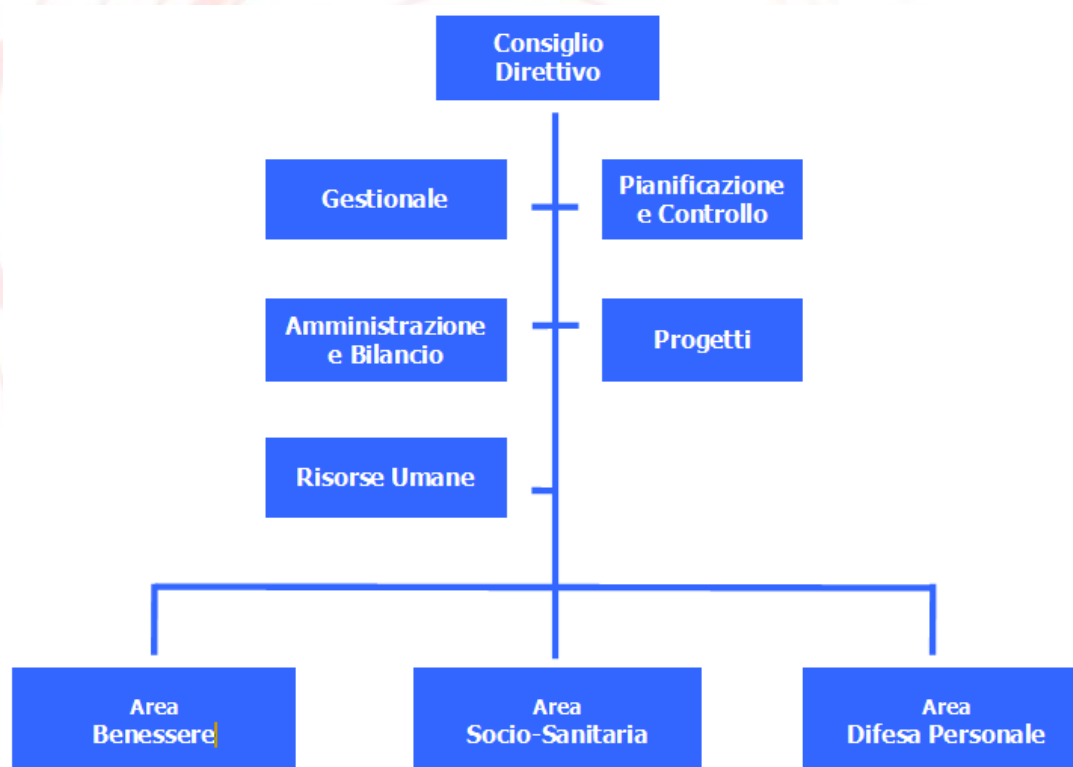 Consiglio
Direttivo
Gestionale
Pianificazione
e Controllo
Amministrazione
e Bilancio
Progetti
Risorse Umane
Area
Benessere
Area
Socio-Sanitaria
Area
Difesa Personale